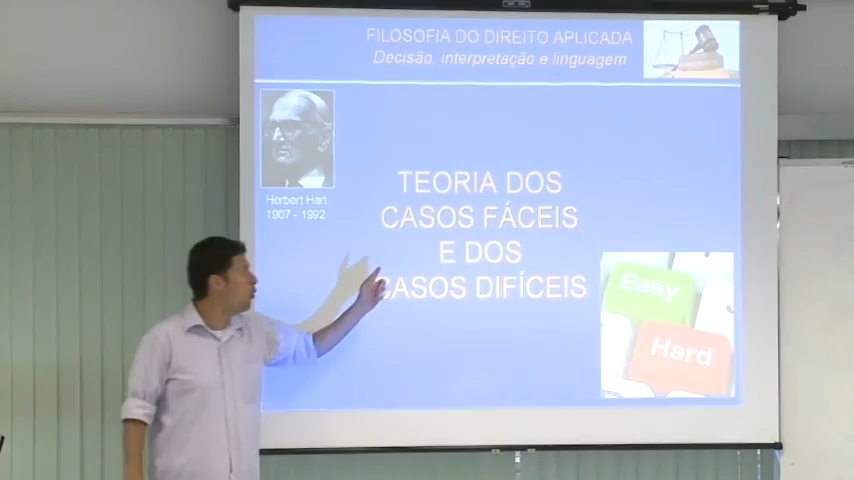 FILOSOFIA DO DIREITO APLICADA
Decisão, interpretação e linguagem
Herbert Hart
1907 - 1992
TEORIA DOS
CASOS FÁCEIS
E DOS
CASOS DIFÍCEIS
Easy
Hard